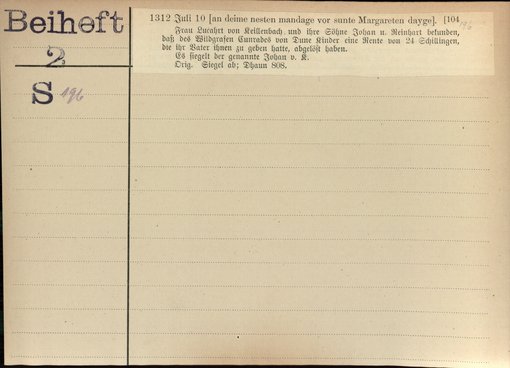 Beiheft
2
S 196
1312 Juli 10 [an deime nesten mandage vor sunte Margareten dayge]. [104
Frau Lucahrt von Keillenbach und ihre Söhne Johan u. Reinhart bekunden,
daß des Wildgrafen Cunrades von Dune Kinder eine Rente von 24 Schillingen,
die ihr Vater ihnen zu geben hatte, abgelöst haben.
Es siegelt der genannte Johan v. K.
Orig. Siegel ab; Dhaun 808.